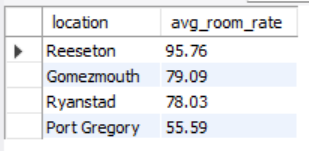 location avg_room_rate
Reeseton 95.76
Gomezmouth 79.09
Ryanstad 78.03
Port Gregory 55.59